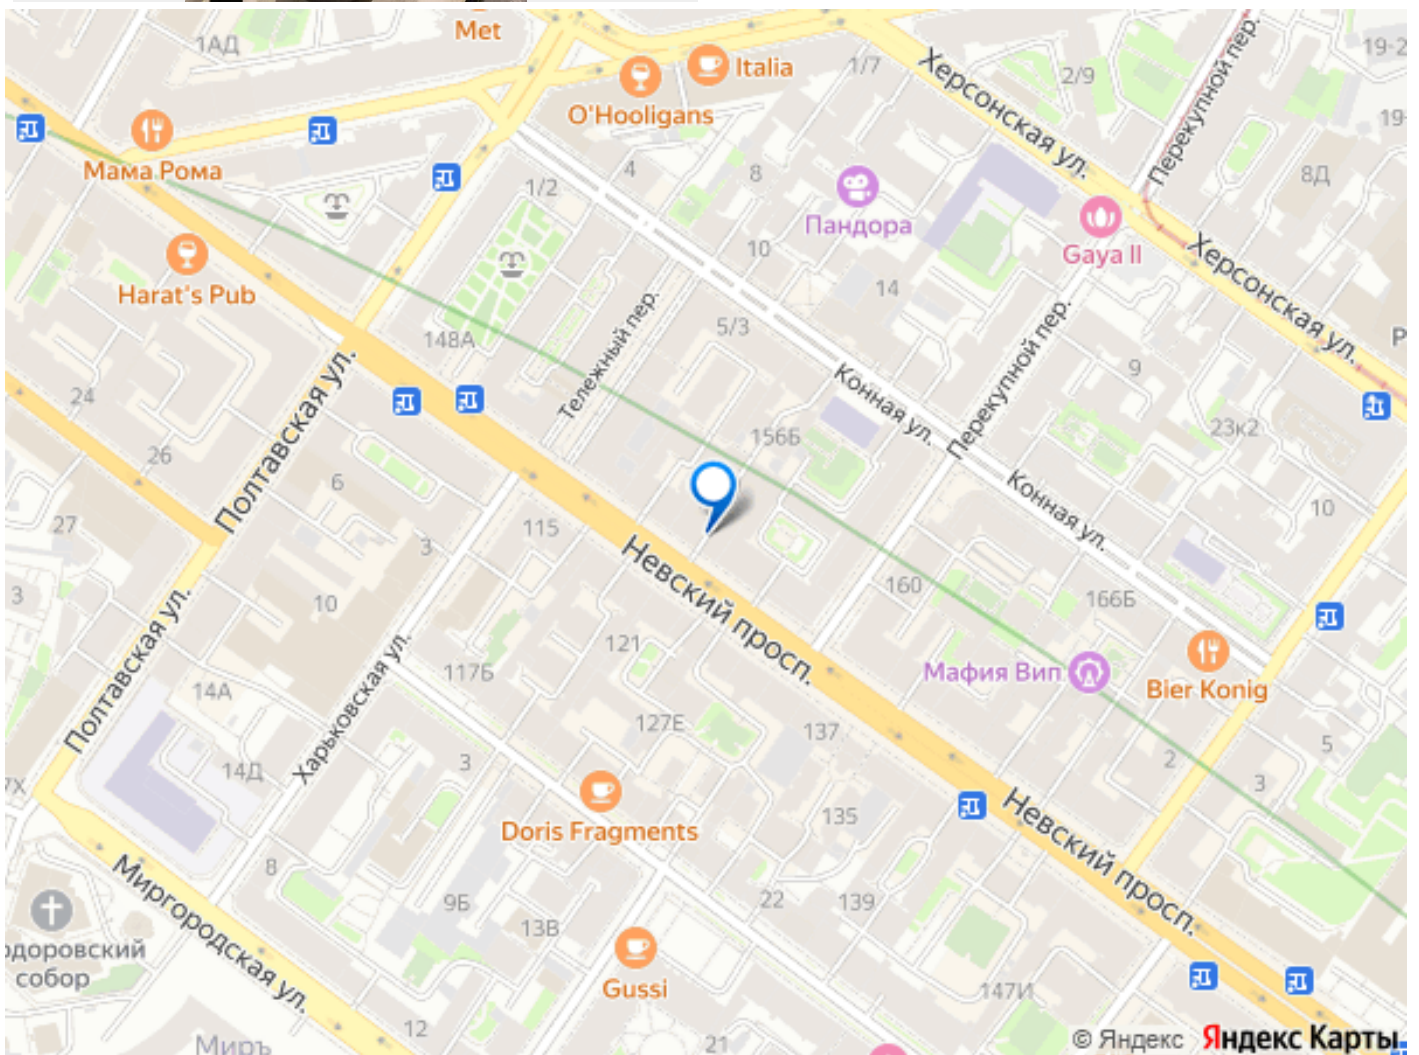 Met
1АД
Italia
1/7
Херсонская ул.
2/9
Перекупной пер.
19-2
O'Hooligans
19-
Мама Рома
1/2
4
8
Пандора
8Д
Gaya II
Херсонская ул.
10
Harat's Pub
14
148А
Тележный пер.
5/3
Конная ул.
Перекупной пер.
9
P
24
Полтавская ул.
26
156Б
23к2
6
Конная ул.
10
27
115
3
Невский просп.
3
10
160
166Б
Полтавская ул.
Харьковская ул.
121
117Б
Мафия Вип
Bier Konig
14А
127Е
137
5
14Д
3
2
3
7Х
Doris Fragments
135
Невский просп.
8
Миргородская ул.
9Б
22
139
13В
одоровский
собор
Gussi
147И
12
Миръ
21
© Яндекс Яндекс Карты